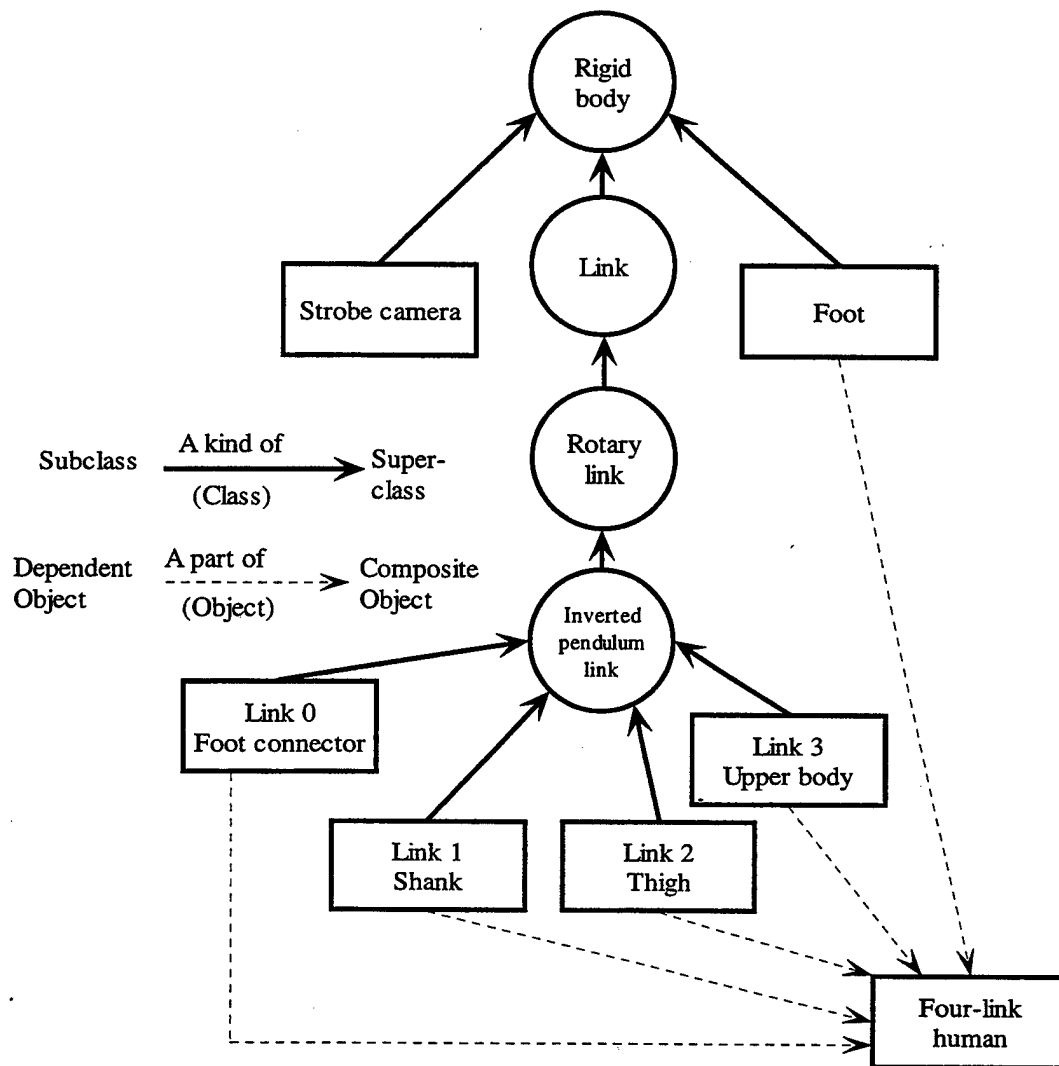 Rigid
body
Link
Strobe camera
Foot
Rotary
link
Subclass
A kind of
(Class)
Super-
class
Dependent
Object
A part of
(Object)
Composite
Object
Inverted
pendulum
link
Link 0
Foot connector
Link 3
Upper body
Link 1
Shank
Link 2
Thigh
Four-link
human